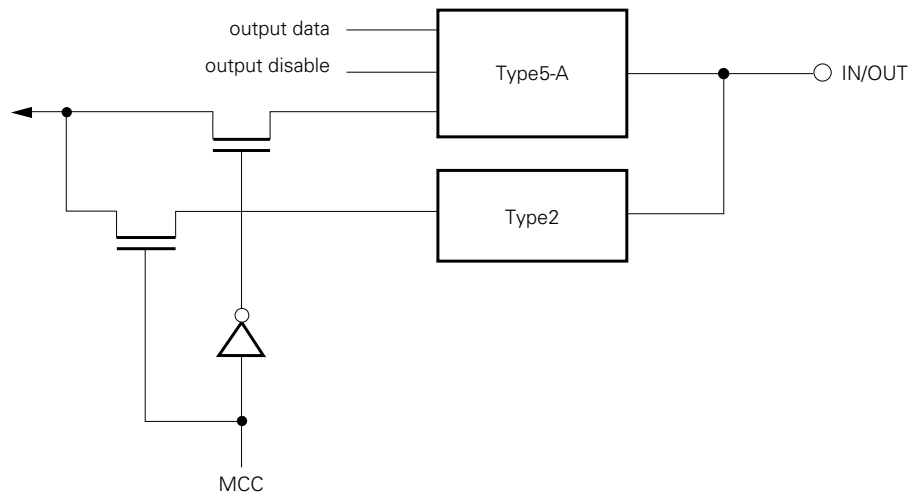 output data
output disable
Type5-A
IN/OUT
Type2
MCC